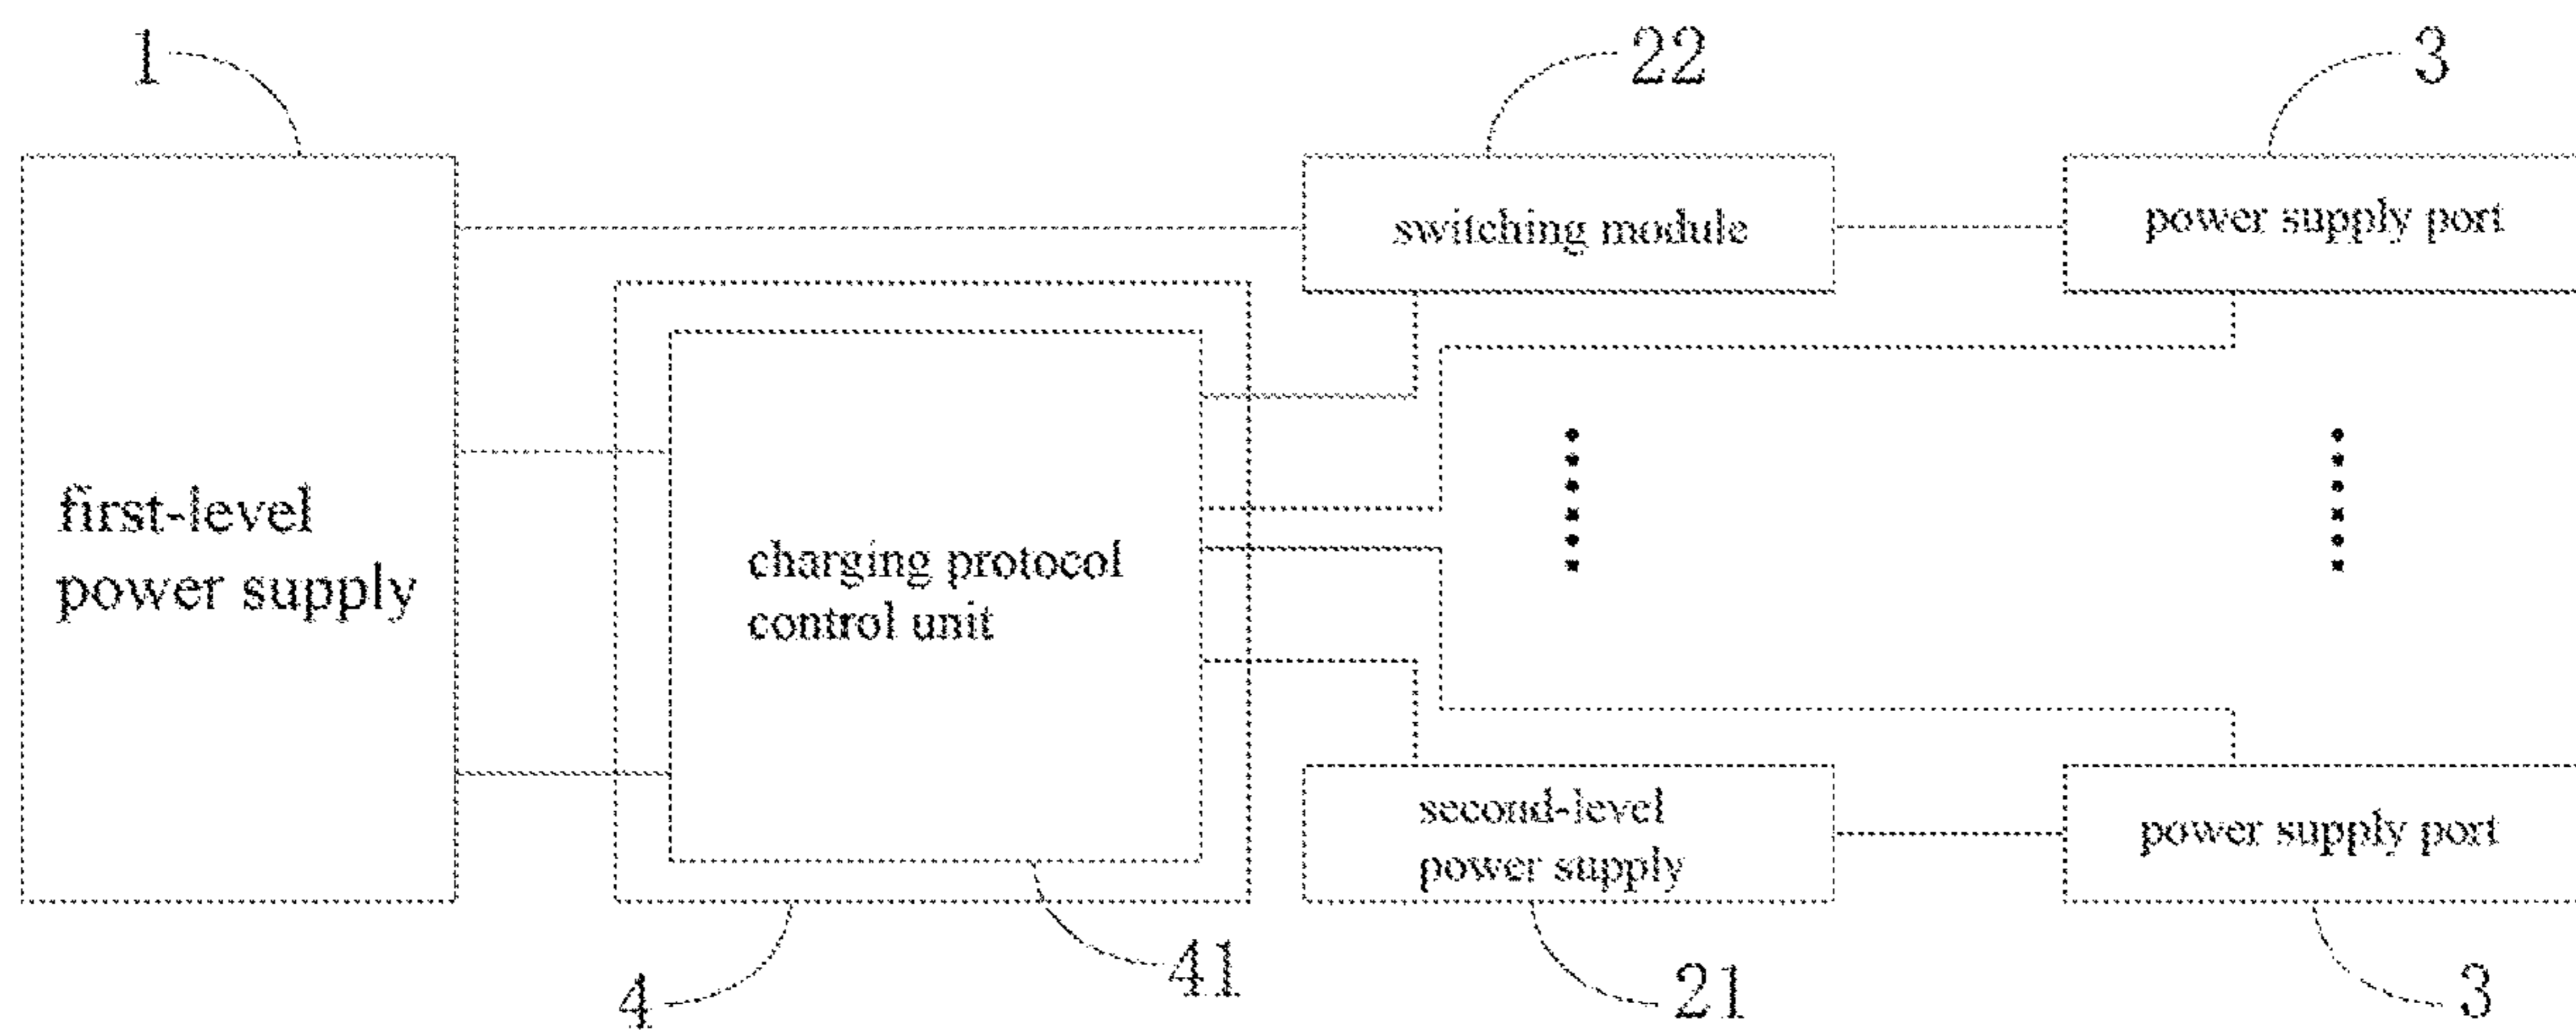 1
22
3
switching module
power supply port
first-level
power supply
charging protocol
control unit
second-level
power supply
power supply port
4
41
21
3